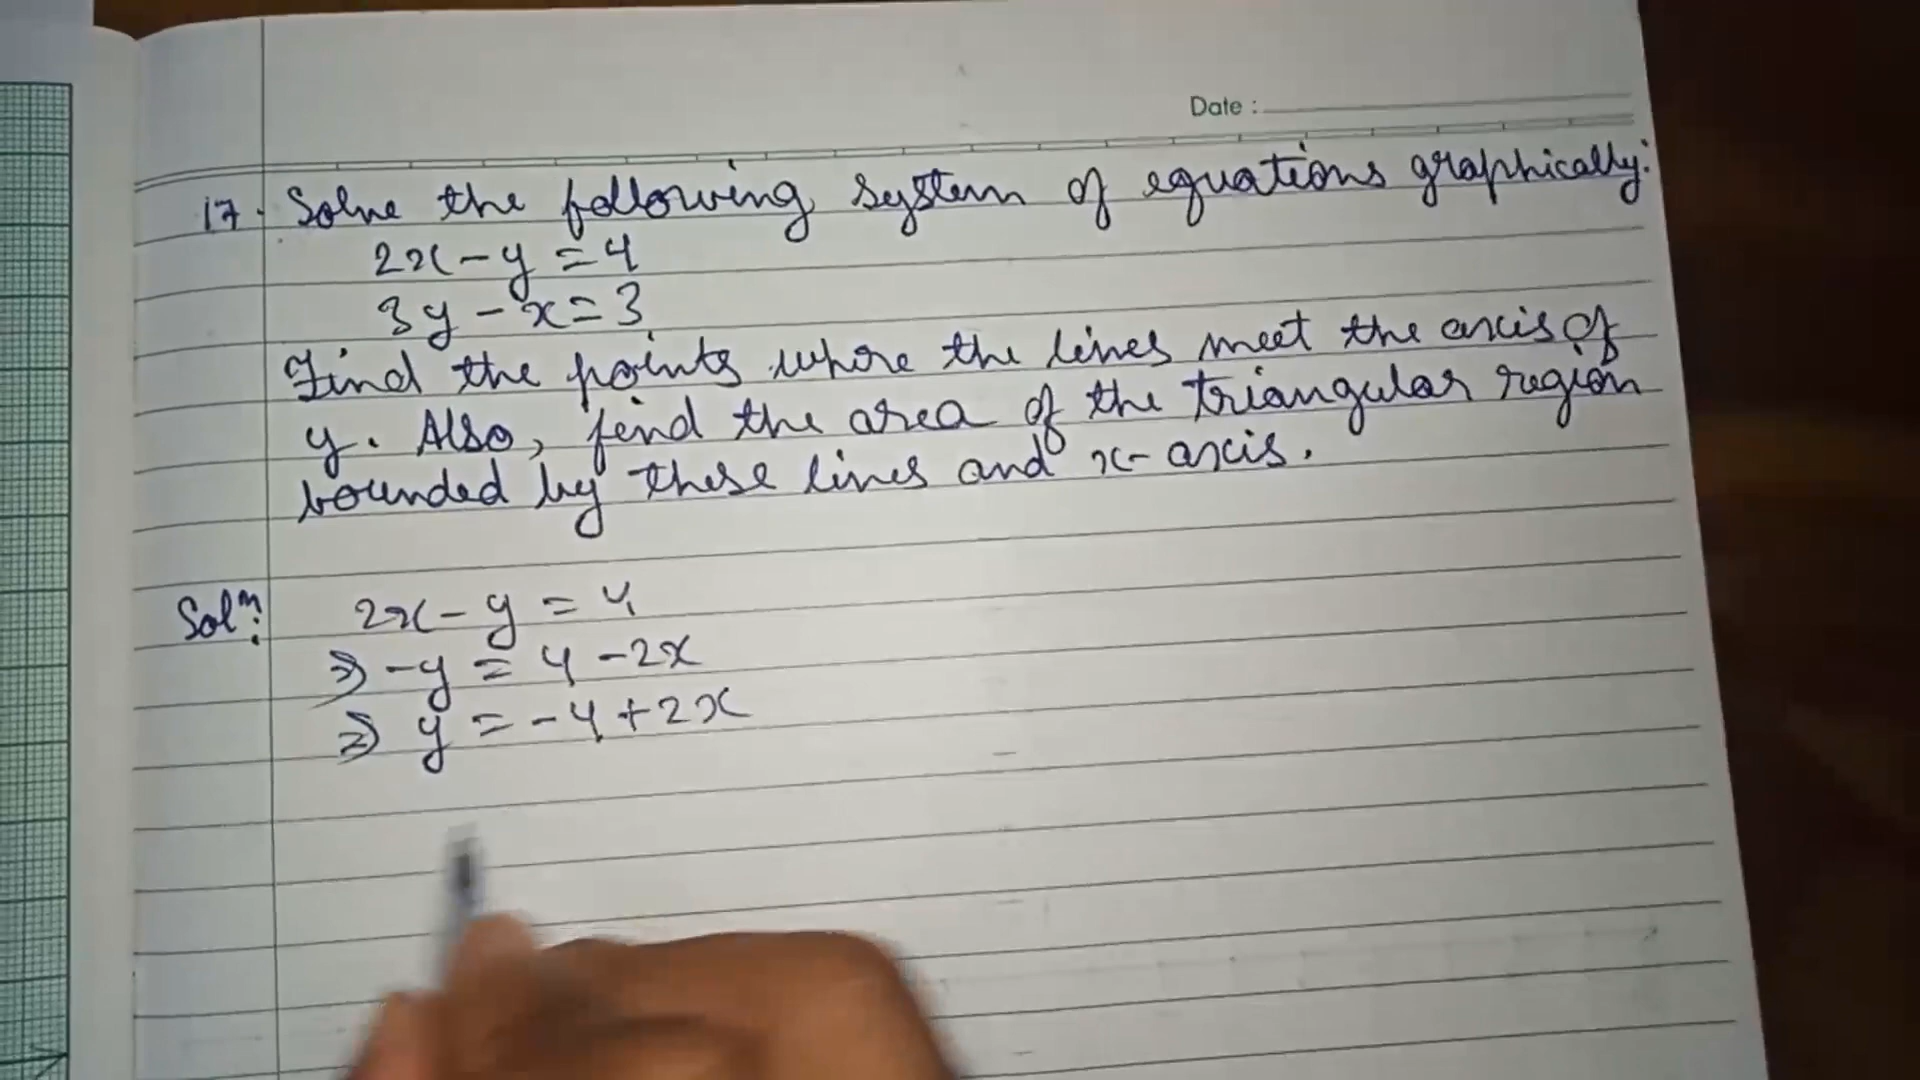 Date :
17. Solve the following system of equations graphically:
2x - y = 4
3y - x = 3
Find the points where the lines meet the axis of
y. Also, find the area of the triangular region
bounded by these lines and x-axis.
Solⁿ: 2x - y = 4
⇒ -y = 4 - 2x
⇒ y = -4 + 2x